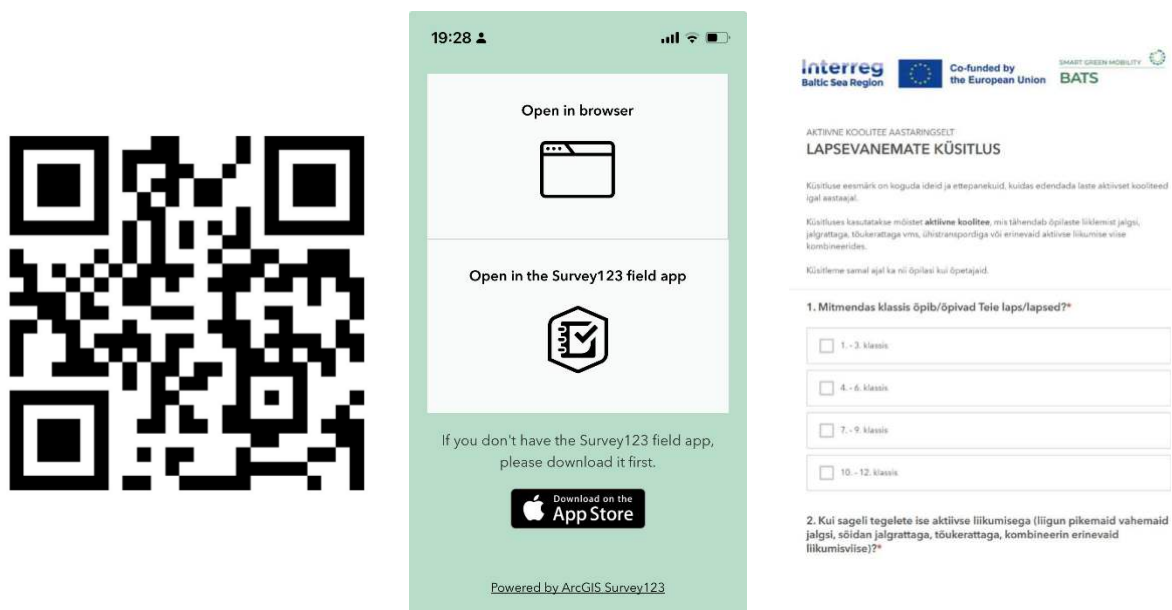 19:28
Open in browser
Open in the Survey123 field app
If you don't have the Survey123 field app,
please download it first.
Download on the
App Store
Powered by ArcGIS Survey123
Interreg
Baltic Sea Region
Co-funded by
the European Union
SMART GREEN MOBILITY
BATS
AKTIIVNE KOOLITEE AASTARINGSELT
LAPSEVANEMATE KÜSITLUS
Küsitluse eesmärk on koguda ideid ja ettepanekuid, kuidas edendada laste aktiivset kooliteed
igal aastaajal.
Küsitluses kasutatakse mõistet aktiivne koolitee, mis tähendab õpilaste liiklemist jalgsi,
jalgrattaga, tõukerattaga vms, ühistranspordiga või erinevaid aktiivse liikumise viise
kombineerides.
Küsitleme samal ajal ka nii õpilasi kui õpetajaid.
1. Mitmendas klassis õpib/õpivad Teie laps/lapsed?*
1. - 3. klassis
4. - 6. klassis
7. - 9. klassis
10. - 12. klassis
2. Kui sageli tegelete ise aktiivse liikumisega (liigun pikemaid vahemaid
jalgsi, sõidan jalgrattaga, tõukerattaga, kombineerin erinevaid
liikumisviise)?*